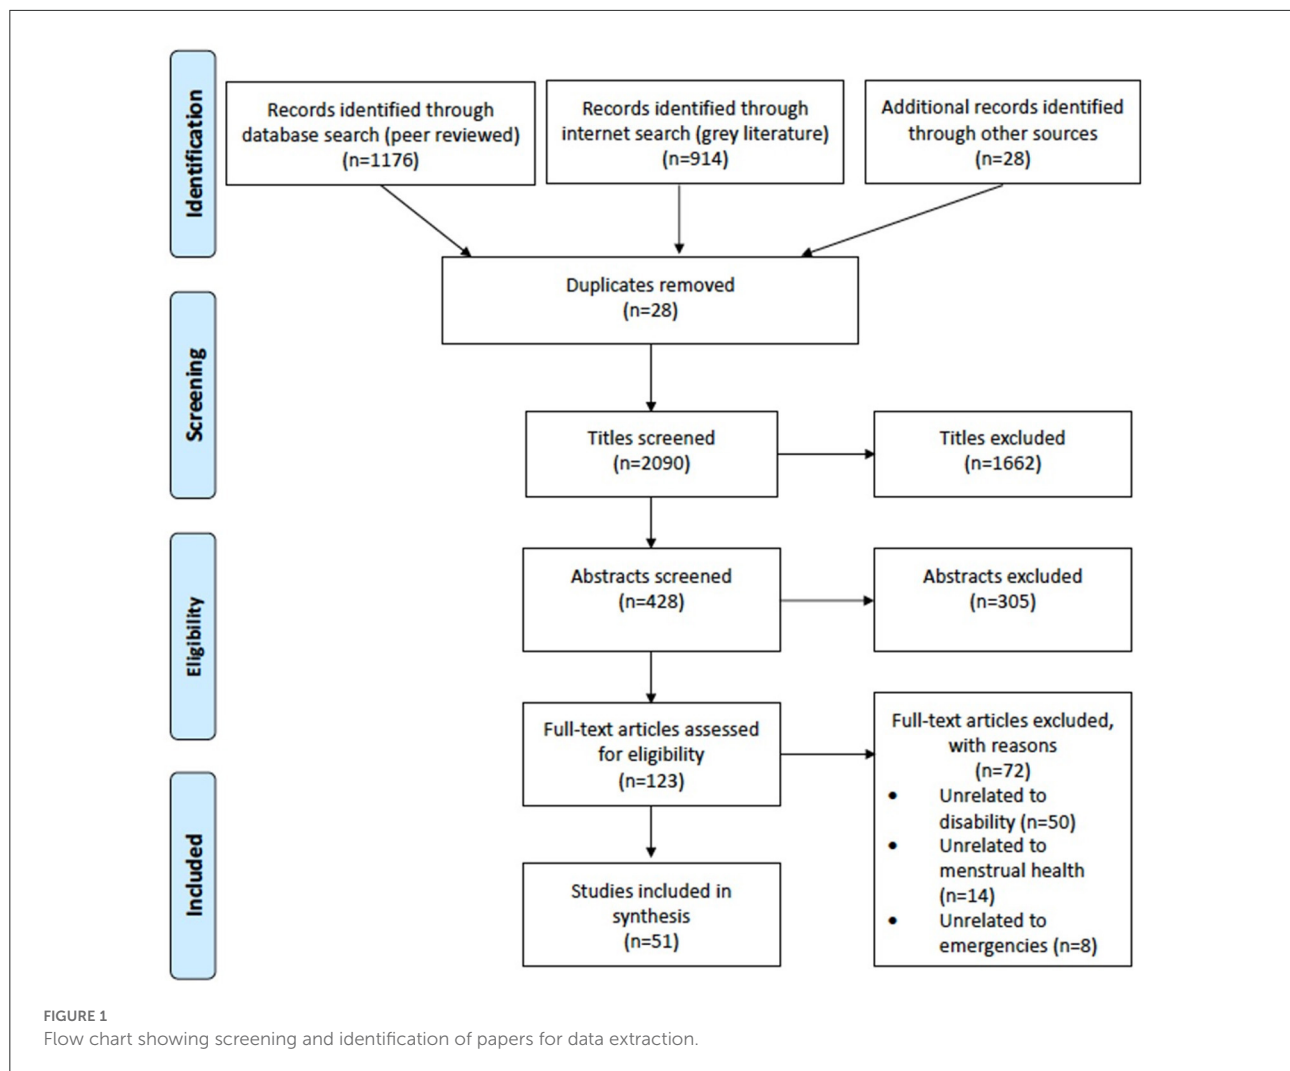 Identification
Records identified through
database search (peer reviewed)
(n=1176)
Records identified through
internet search (grey literature)
(n=914)
Additional records identified
through other sources
(n=28)
Duplicates removed
(n=28)
Screening
Titles screened
(n=2090)
Titles excluded
(n=1662)
Eligibility
Abstracts screened
(n=428)
Abstracts excluded
(n=305)
Full-text articles assessed
for eligibility
(n=123)
Full-text articles excluded,
with reasons
(n=72)
• Unrelated to
disability (n=50)
• Unrelated to
menstrual health
(n=14)
• Unrelated to
emergencies (n=8)
Included
Studies included in
synthesis
(n=51)
FIGURE 1
Flow chart showing screening and identification of papers for data extraction.